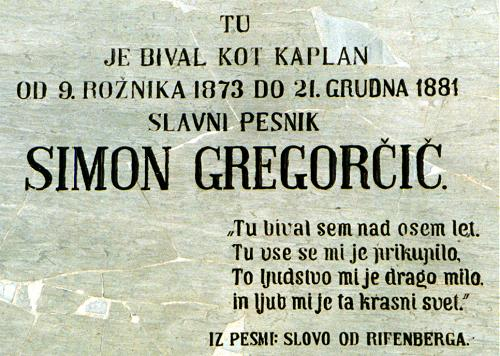 TU
JE BIVAL KOT KAPLAN
OD 9. ROŽNIKA 1873 DO 21. GRUDNA 1881
SLAVNI PESNIK
SIMON GREGORČIČ.
„Tu bival sem nad osem let.
Tu vse se mi je prikupilo,
To ljudstvo mi je drago milo.
in ljub mi je ta krasni svet."
IZ PESMI: SLOVO OD RIFENBERGA.